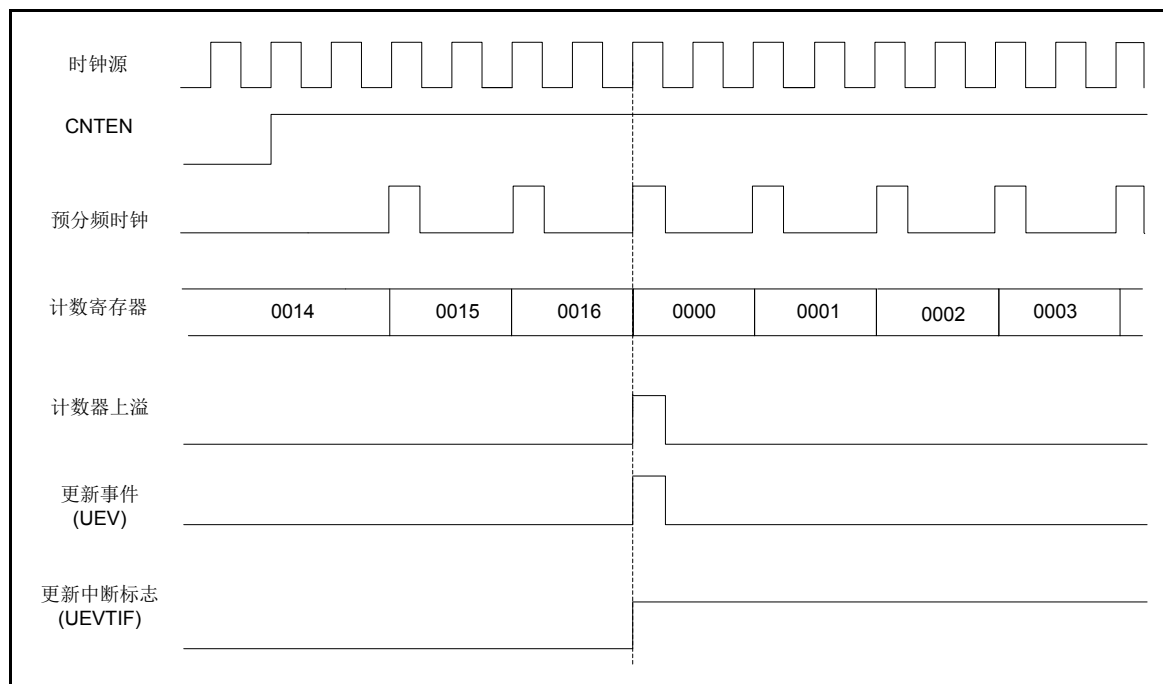 时钟源
CNTEN
预分频时钟
计数寄存器
0014
0015
0016
0000
0001
0002
0003
计数器上溢
更新事件
(UEV)
更新中断标志
(UEVTIF)